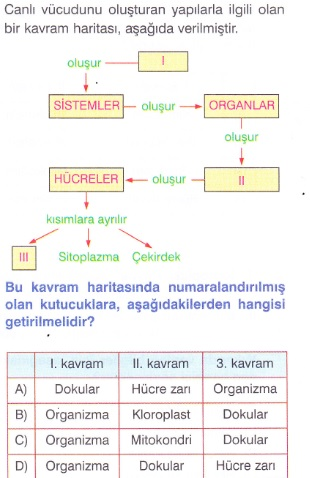 Canlı vücudunu oluşturan yapılarla ilgili olan
bir kavram haritası, aşağıda verilmiştir.
oluşur I
SİSTEMLER oluşur ORGANLAR
oluşur
HÜCRELER oluşur II
kısımlara ayrılır
III Sitoplazma Çekirdek
Bu kavram haritasında numaralandırılmış
olan kutucuklara, aşağıdakilerden hangisi
getirilmelidir?
I. kavram II. kavram 3. kavram
A) Dokular Hücre zarı Organizma
B) Organizma Kloroplast Dokular
C) Organizma Mitokondri Dokular
D) Organizma Dokular Hücre zarı